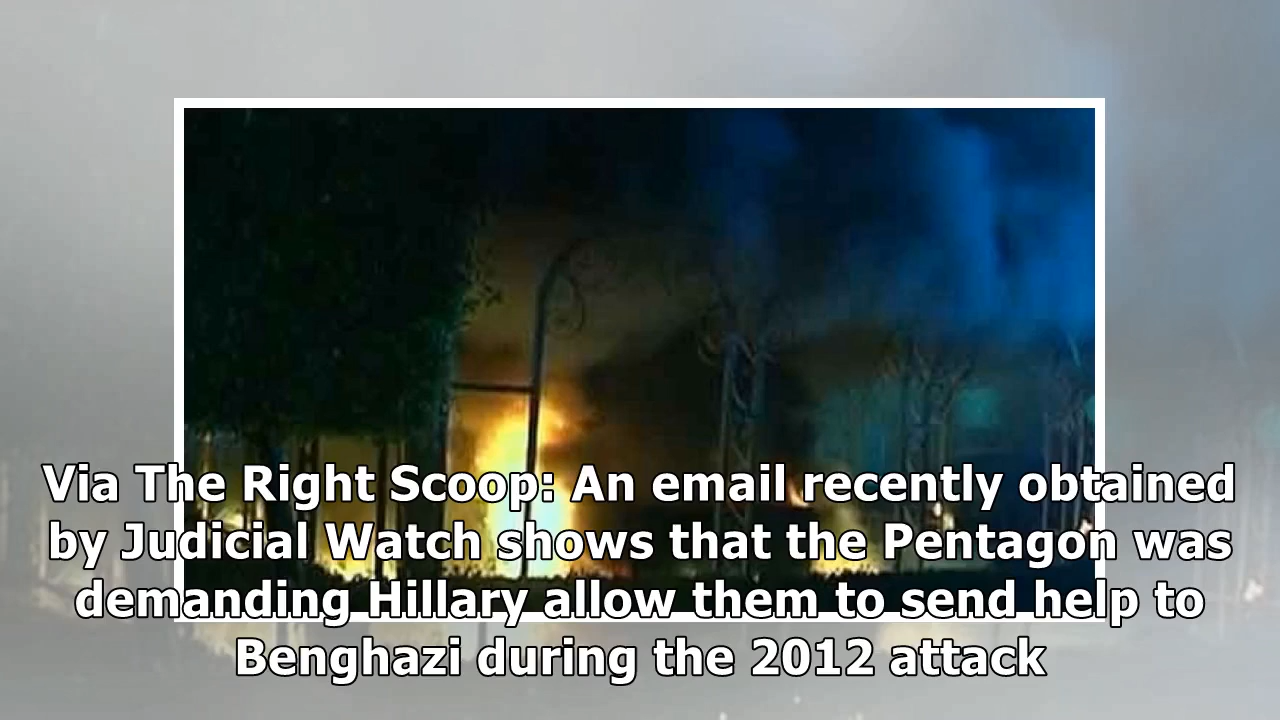 Via The Right Scoop: An email recently obtained
by Judicial Watch shows that the Pentagon was
demanding Hillary allow them to send help to
Benghazi during the 2012 attack